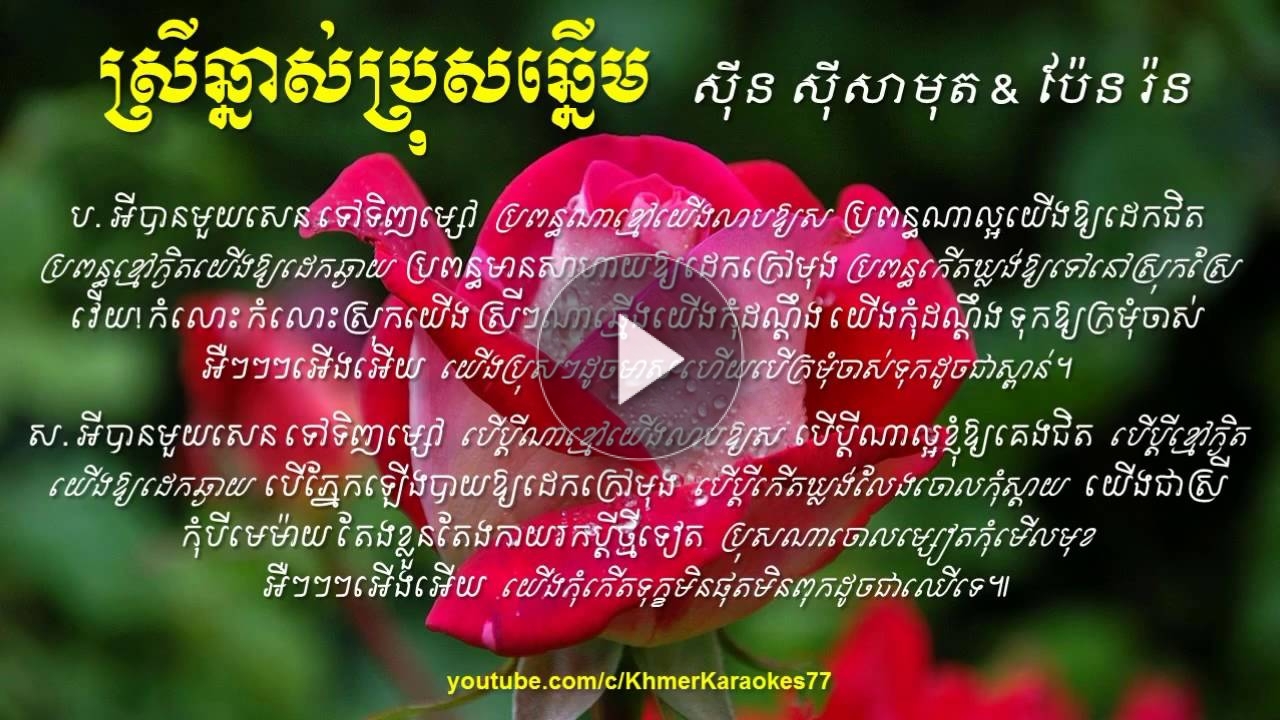 ស្រីឆ្នាស់ប្រុសឆ្នើម ស៊ីន ស៊ីសាមុត & ប៉ែន រ៉ន
ប. អីបានមួយសេន ទៅទិញម្សៅ ប្រពន្ធណាខ្មៅយើងលាបឱ្យស ប្រពន្ធណាល្អយើងឱ្យដេកជិត
ប្រពន្ធខ្មៅក្ងិតយើងឱ្យដេកឆ្ងាយ ប្រពន្ធមានសាហាយឱ្យដេកក្រៅមុង ប្រពន្ធកើតឃ្លង់ឱ្យទៅនៅស្រុកស្រែ
វើយ! កំលោះ កំលោះស្រុកយើង ស្រីៗណាឆ្មើងយើងកុំដណ្ដឹង យើងកុំដណ្ដឹង ទុកឱ្យក្រមុំចាស់
អឺៗៗៗអើងអើយ យើងប្រុសៗដូចមាស ហើយបើក្រមុំចាស់ទុកដូចជាស្ពាន់។
ស. អីបានមួយសេន ទៅទិញម្សៅ បើប្ដីណាខ្មៅយើងលាបឱ្យស បើប្ដីណាល្អខ្ញុំឱ្យគេងជិត បើប្ដីខ្មៅក្ងិត
យើងឱ្យដេកឆ្ងាយ បើភ្នែកឡើងបាយឱ្យដេកក្រៅមុង បើប្ដីកើតឃ្លង់លែងចោលកុំស្ដាយ យើងជាស្រី
កុំបីមេម៉ាយ តែងខ្លួនតែងកាយរកប្ដីថ្មីទៀត ប្រុសណាចោលម្សៀតកុំមើលមុខ
អឺៗៗៗអើងអើយ យើងកុំកើតទុក្ខមិនផុតមិនពុកដូចជាឈើទេ៕
youtube.com/c/KhmerKaraokes77